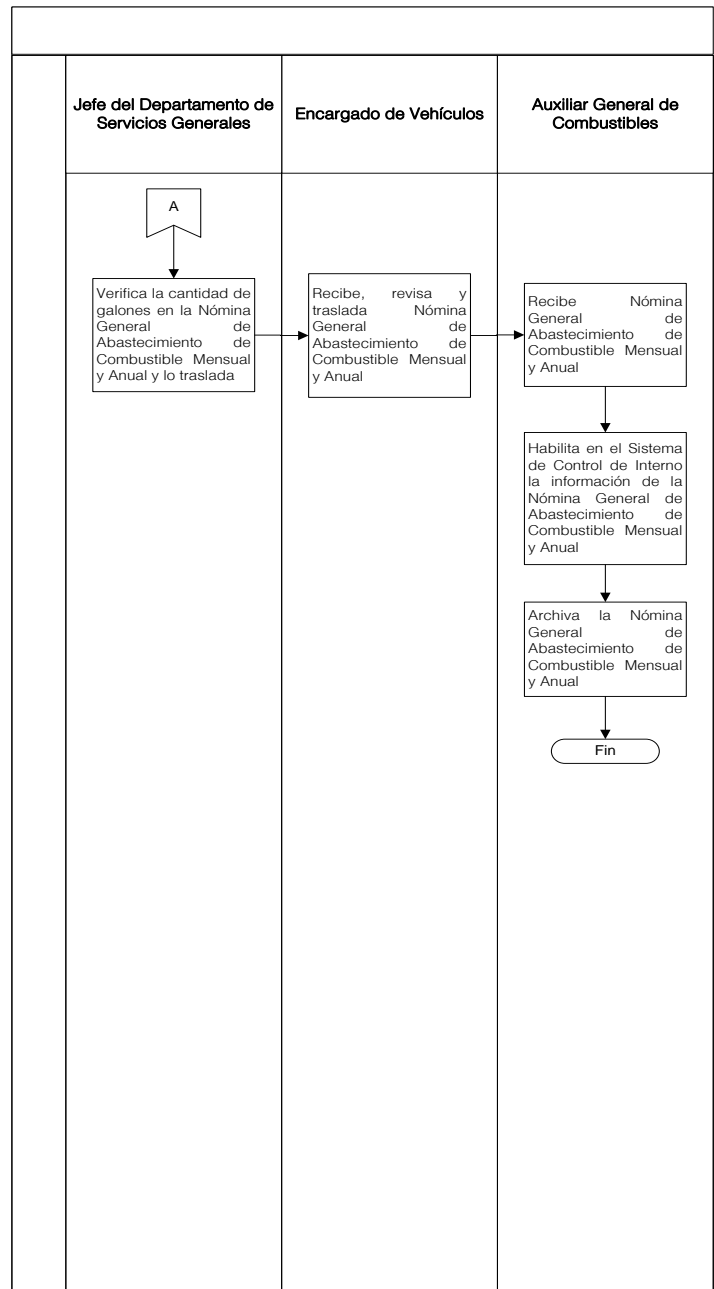 Jefe del Departamento de
Servicios Generales
Encargado de Vehículos
Auxiliar General de
Combustibles
A
Verifica la cantidad de
galones en la Nómina
General de
Abastecimiento de
Combustible Mensual
y Anual y lo traslada
Recibe, revisa y
traslada Nómina
General de
Abastecimiento de
Combustible Mensual
y Anual
Recibe Nómina
General de
Abastecimiento de
Combustible Mensual
y Anual
Habilita en el Sistema
de Control de Interno
la información de la
Nómina General de
Abastecimiento de
Combustible Mensual
y Anual
Archiva la Nómina
General de
Abastecimiento de
Combustible Mensual
y Anual
Fin